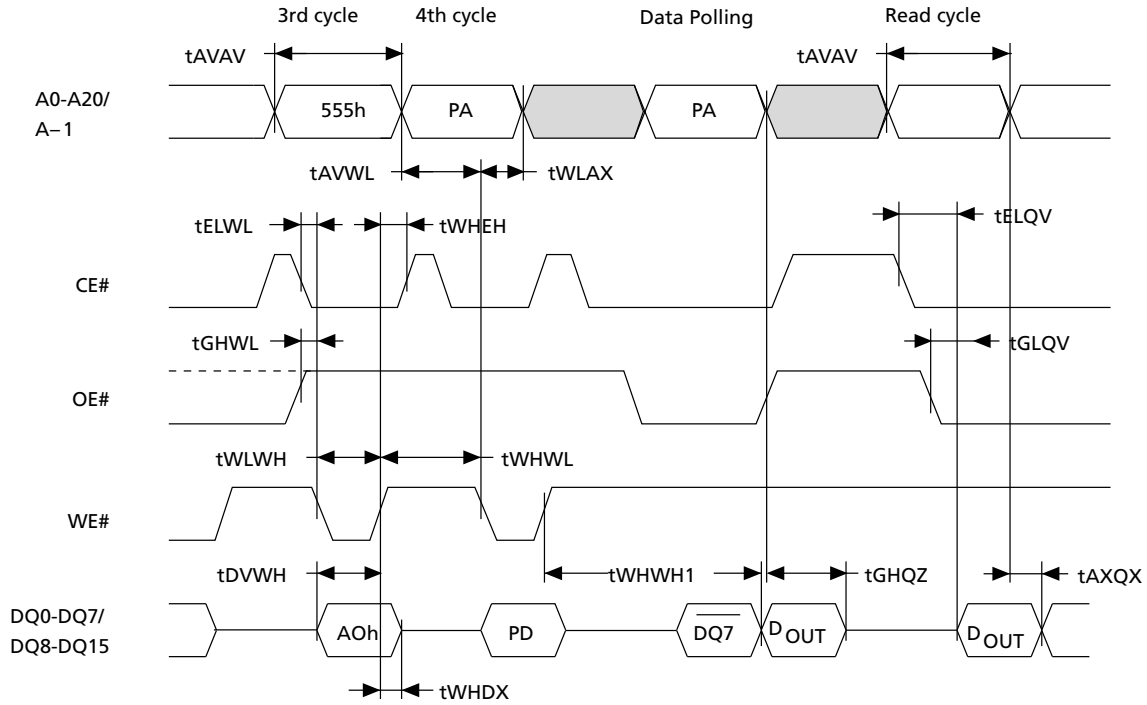 3rd cycle 4th cycle Data Polling Read cycle
tAVAV tAVAV
A0-A20/
A–1
555h PA PA
tAVWL tWLAX
tELWL tWHEH tELQV
CE#
tGHWL tGLQV
OE#
tWLWH tWHWL
WE#
tDVWH tWHWH1 tGHQZ tAXQX
DQ0-DQ7/
DQ8-DQ15
AOh PD DQ7 DOUT DOUT
tWHDX